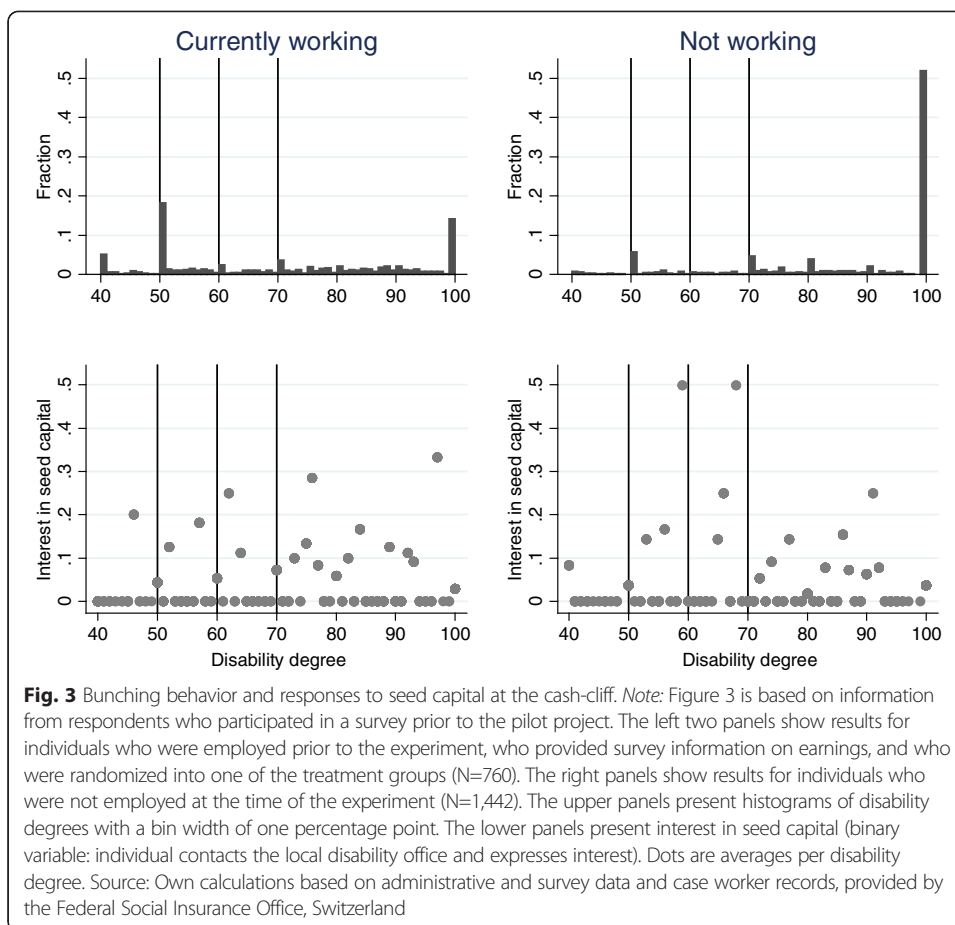 Currently working
Not working
Fraction
.5
.4
.3
.2
.1
0
40 50 60 70 80 90 100
Fraction
.5
.4
.3
.2
.1
0
40 50 60 70 80 90 100
Interest in seed capital
.5
.4
.3
.2
.1
0
40 50 60 70 80 90 100
Disability degree
Interest in seed capital
.5
.4
.3
.2
.1
0
40 50 60 70 80 90 100
Disability degree
Fig. 3 Bunching behavior and responses to seed capital at the cash-cliff. Note: Figure 3 is based on information
from respondents who participated in a survey prior to the pilot project. The left two panels show results for
individuals who were employed prior to the experiment, who provided survey information on earnings, and who
were randomized into one of the treatment groups (N=760). The right panels show results for individuals who
were not employed at the time of the experiment (N=1,442). The upper panels present histograms of disability
degrees with a bin width of one percentage point. The lower panels present interest in seed capital (binary
variable: individual contacts the local disability office and expresses interest). Dots are averages per disability
degree. Source: Own calculations based on administrative and survey data and case worker records, provided by
the Federal Social Insurance Office, Switzerland